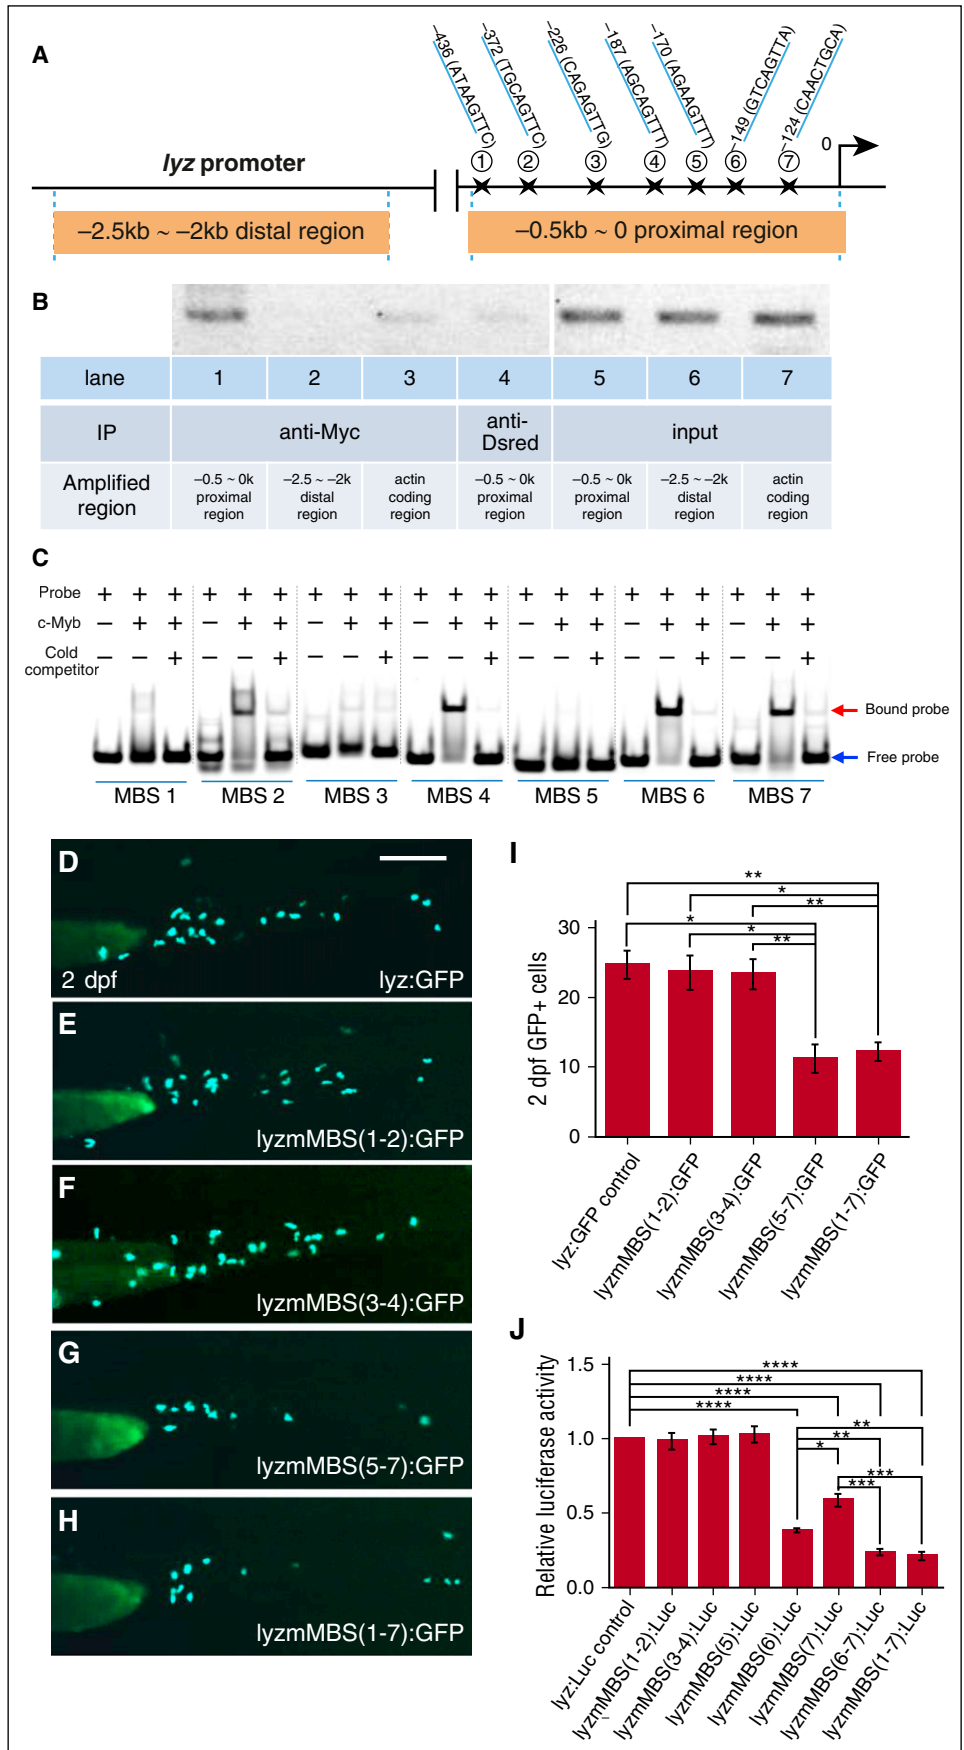 A
–436 (ATAAGTTC)
–372 (TGCAGTTC)
–226 (CAGAGTTG)
–187 (AGCAGTTT)
–170 (AGAAGTTT)
–149 (GTCAGTTA)
–124 (CAACTGCA)
0
lyz promoter
1 2 3 4 5 6 7
–2.5kb ~ –2kb distal region
–0.5kb ~ 0 proximal region
B
lane 1 2 3 4 5 6 7
IP anti-Myc anti-Dsred input
Amplified region
–0.5 ~ 0k proximal region
–2.5 ~ –2k distal region
actin coding region
–0.5 ~ 0k proximal region
–0.5 ~ 0k proximal region
–2.5 ~ –2k distal region
actin coding region
C
Probe + + + + + + + + + + + + + + + + + + + + +
c-Myb – + + – + + – + + – + + – + + – + + – + +
Cold competitor – – + – – + – – + – – + – – + – – + – – +
Bound probe
Free probe
MBS 1 MBS 2 MBS 3 MBS 4 MBS 5 MBS 6 MBS 7
D
2 dpf
lyz:GFP
E
lyzmMBS(1-2):GFP
F
lyzmMBS(3-4):GFP
G
lyzmMBS(5-7):GFP
H
lyzmMBS(1-7):GFP
I
2 dpf GFP+ cells
30
20
10
0
**
*
**
*
*
**
lyz:GFP control
lyzmMBS(1-2):GFP
lyzmMBS(3-4):GFP
lyzmMBS(5-7):GFP
lyzmMBS(1-7):GFP
J
Relative luciferase activity
1.5
1.0
0.5
0.0
****
****
****
****
**
**
*
***
***
lyz:Luc control
lyzmMBS(1-2):Luc
lyzmMBS(3-4):Luc
lyzmMBS(5):Luc
lyzmMBS(6):Luc
lyzmMBS(7):Luc
lyzmMBS(6-7):Luc
lyzmMBS(1-7):Luc